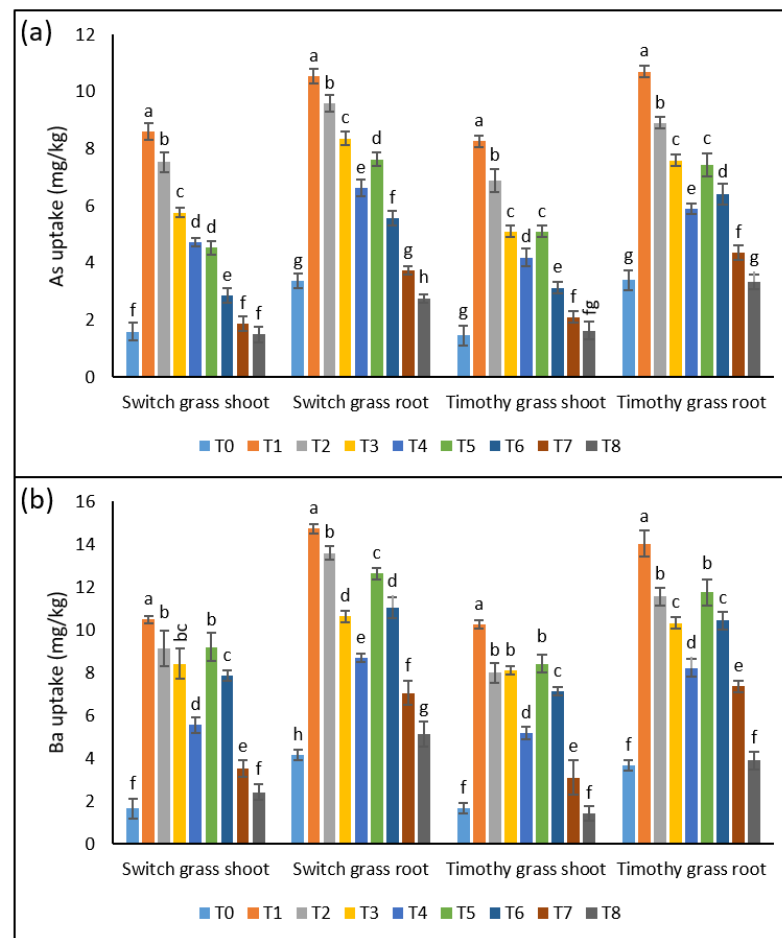 (a)
As uptake (mg/kg)
12
10
8
6
4
2
0
f a b c d d e f f
g a b c e d f g h
g a b c d c e f fg
g a b c e c d f g
Switch grass shoot Switch grass root Timothy grass shoot Timothy grass root
T0 T1 T2 T3 T4 T5 T6 T7 T8
(b)
Ba uptake (mg/kg)
16
14
12
10
8
6
4
2
0
f a b bc d b c e f
h a b d e c d f g
f a b b d b c e f
f a b c d b c e f
Switch grass shoot Switch grass root Timothy grass shoot Timothy grass root
T0 T1 T2 T3 T4 T5 T6 T7 T8